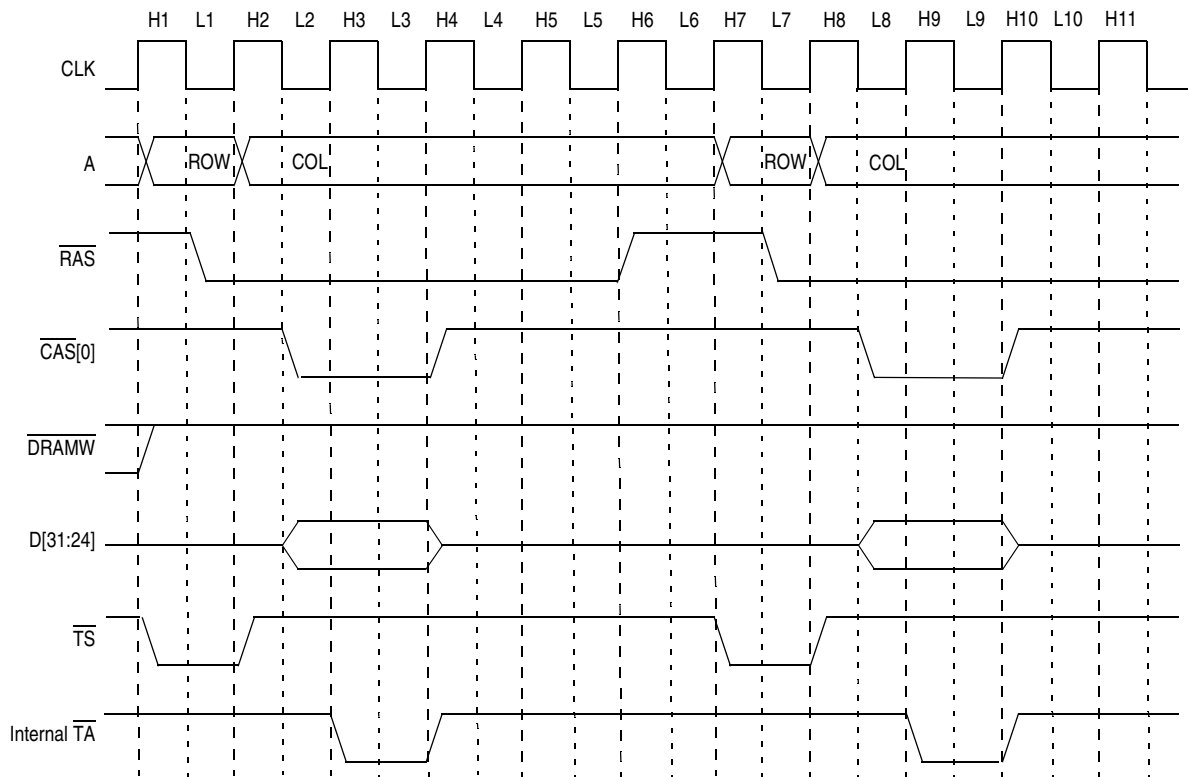 H1 L1 H2 L2 H3 L3 H4 L4 H5 L5 H6 L6 H7 L7 H8 L8 H9 L9 H10 L10 H11
CLK
A ROW COL ROW COL
RAS
CAS[0]
DRAMW
D[31:24]
TS
Internal TA